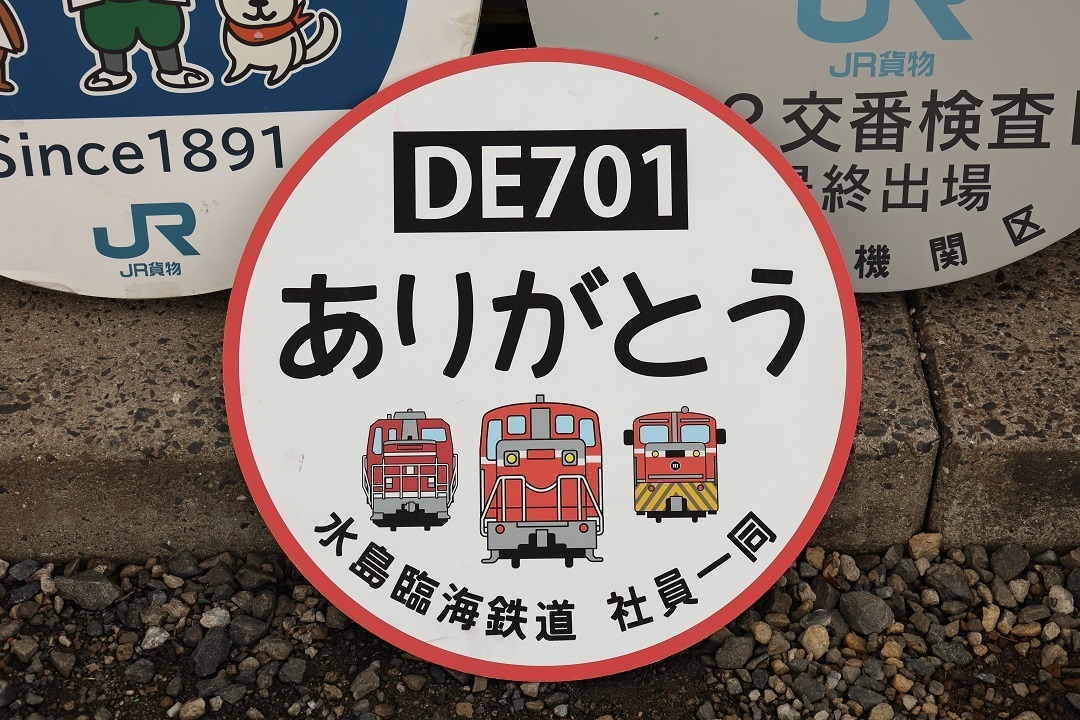 Since1891
JR
JR貨物
DE701
ありがとう
水島臨海鉄道 社員一同
JR
JR貨物
交番検査
終出場
機関区